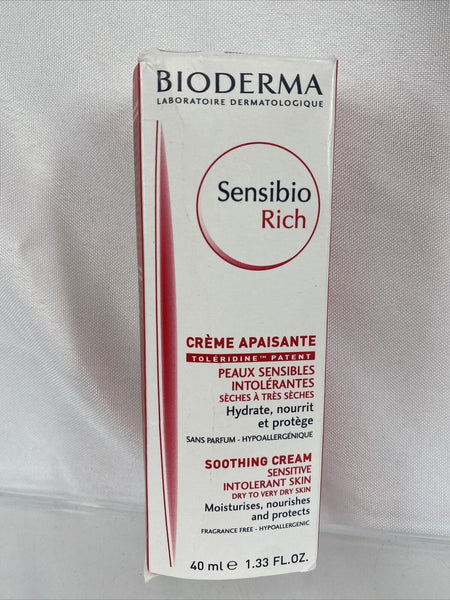 BIODERMA
LABORATOIRE DERMATOLOGIQUE
Sensibio
Rich
CRÈME APAISANTE
TOLÉRIDINE™ PATENT
PEAUX SENSIBLES
INTOLÉRANTES
SÈCHES À TRÈS SÈCHES
Hydrate, nourrit
et protège
SANS PARFUM - HYPOALLERGÉNIQUE
SOOTHING CREAM
SENSITIVE
INTOLERANT SKIN
DRY TO VERY DRY SKIN
Moisturises, nourishes
and protects
FRAGRANCE FREE - HYPOALLERGENIC
40 ml ℮ 1.33 FL.OZ.